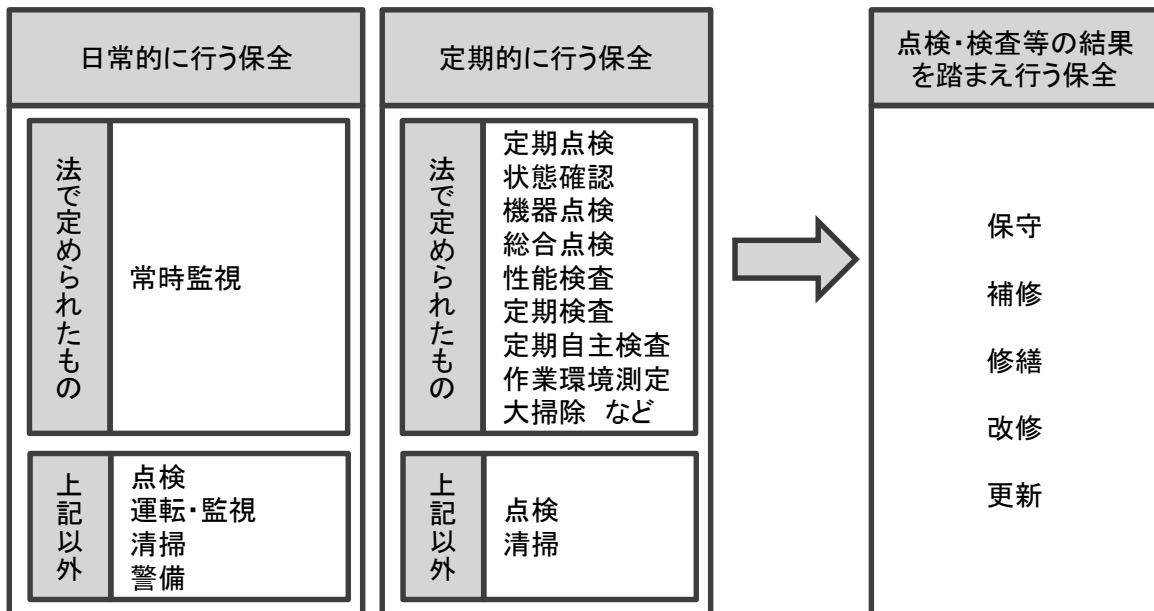 日常的に行う保全
法で定められたもの
常時監視
上記以外
点検
運転・監視
清掃
警備
定期的に行う保全
法で定められたもの
定期点検
状態確認
機器点検
総合点検
性能検査
定期検査
定期自主検査
作業環境測定
大掃除 など
上記以外
点検
清掃
点検・検査等の結果
を踏まえ行う保全
保守
補修
修繕
改修
更新